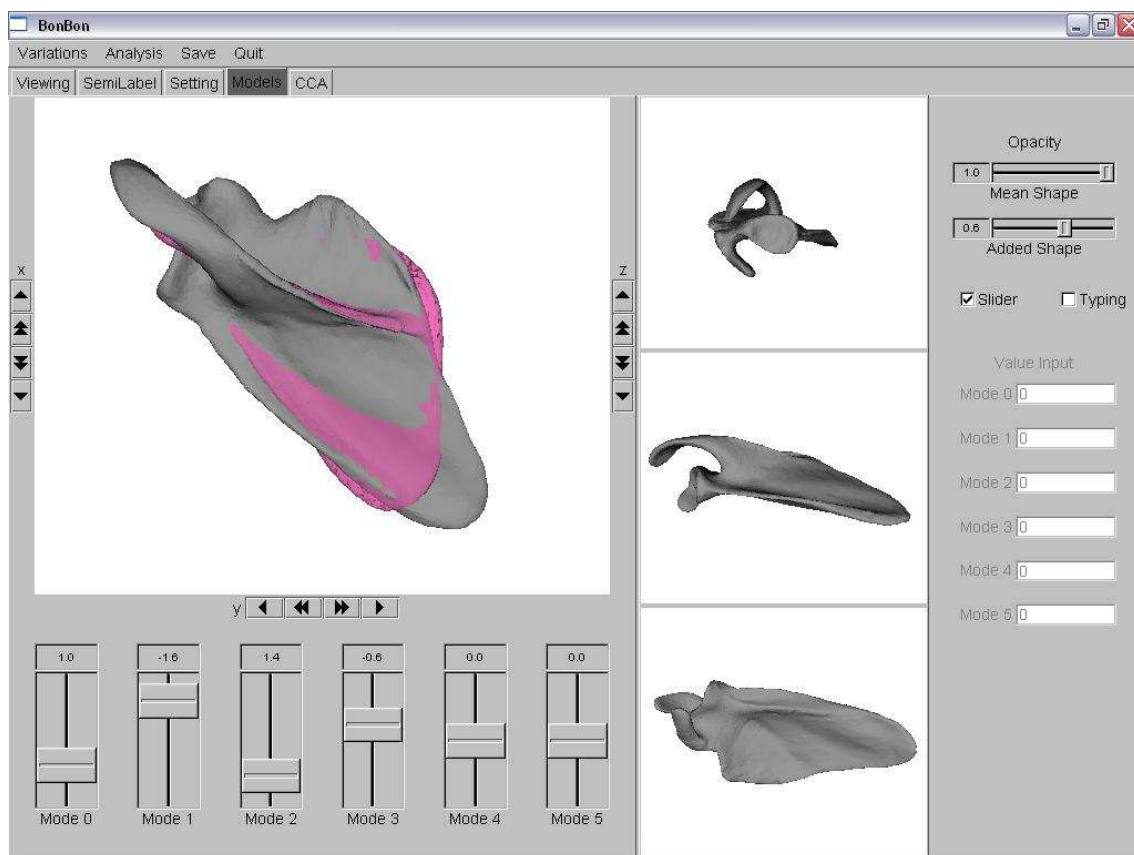 BonBon
Variations Analysis Save Quit
Viewing SemiLabel Setting Models CCA
x
z
y
1.0 -1.6 1.4 -0.6 0.0 0.0
Mode 0 Mode 1 Mode 2 Mode 3 Mode 4 Mode 5
Opacity
1.0
Mean Shape
0.6
Added Shape
Slider Typing
Value Input
Mode 0 0
Mode 1 0
Mode 2 0
Mode 3 0
Mode 4 0
Mode 5 0